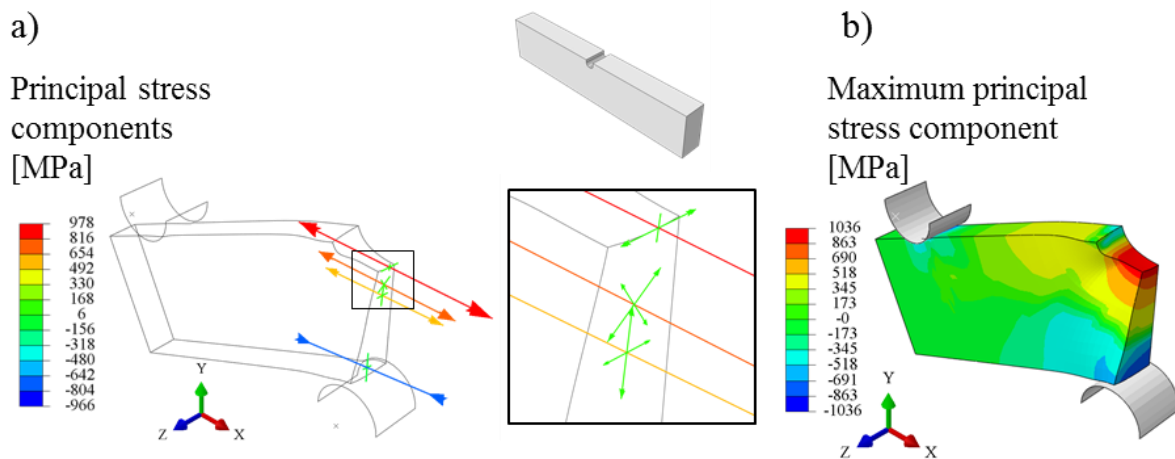 a)
Principal stress
components
[MPa]
978
816
654
492
330
168
6
-156
-318
-480
-642
-804
-966
Y
Z
X
b)
Maximum principal
stress component
[MPa]
1036
863
690
518
345
173
-0
-173
-345
-518
-691
-863
-1036
Y
Z
X